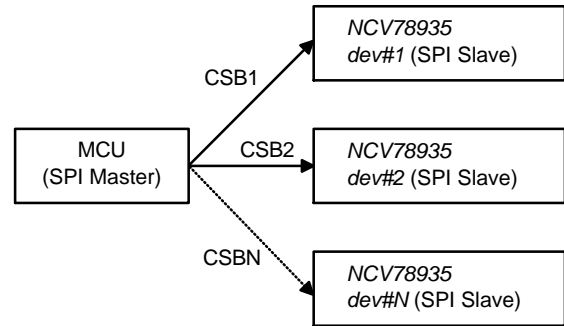 NCV78935
dev#1 (SPI Slave)
CSB1
MCU
(SPI Master)
CSB2
NCV78935
dev#2 (SPI Slave)
CSBN
NCV78935
dev#N (SPI Slave)